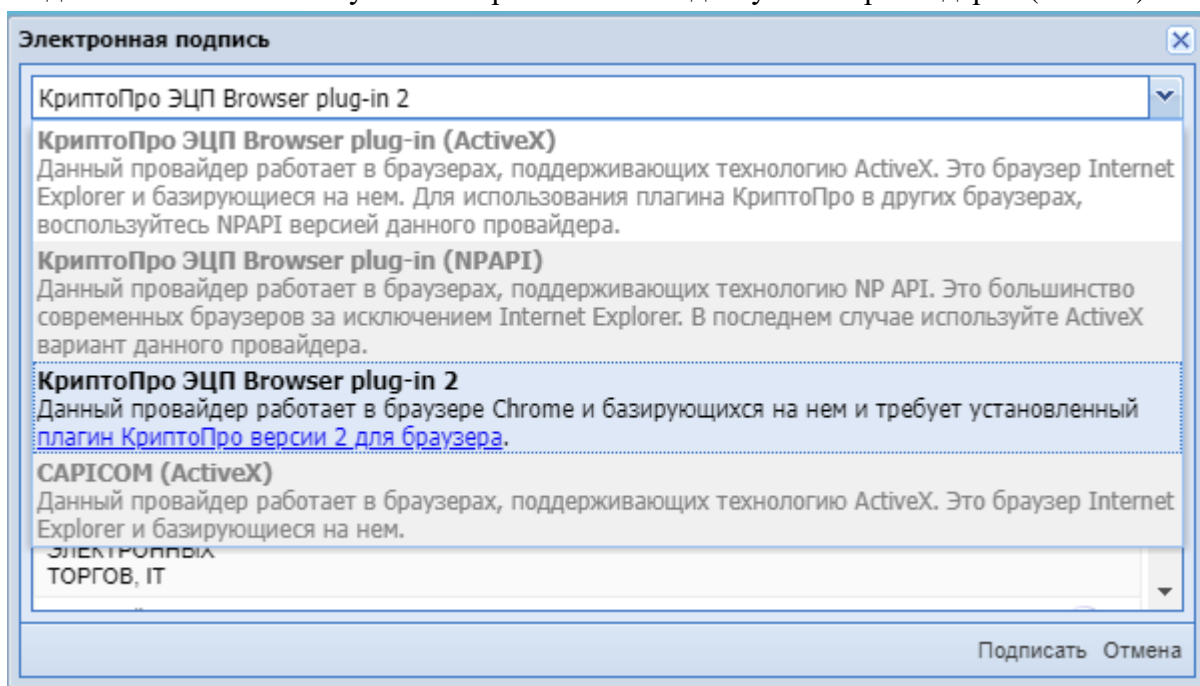 Электронная подпись
КриптоПро ЭЦП Browser plug-in 2
КриптоПро ЭЦП Browser plug-in (ActiveX)
Данный провайдер работает в браузерах, поддерживающих технологию ActiveX. Это браузер Internet
Explorer и базирующиеся на нем. Для использования плагина КриптоПро в других браузерах,
воспользуйтесь NPAPI версией данного провайдера.
КриптоПро ЭЦП Browser plug-in (NPAPI)
Данный провайдер работает в браузерах, поддерживающих технологию NP API. Это большинство
современных браузеров за исключением Internet Explorer. В последнем случае используйте ActiveX
вариант данного провайдера.
КриптоПро ЭЦП Browser plug-in 2
Данный провайдер работает в браузере Chrome и базирующихся на нем и требует установленный
плагин КриптоПро версии 2 для браузера.
CAPICOM (ActiveX)
Данный провайдер работает в браузерах, поддерживающих технологию ActiveX. Это браузер Internet
Explorer и базирующиеся на нем.
ЭЛЕКТРОННЫХ
ТОРГОВ, IT
Подписать Отмена